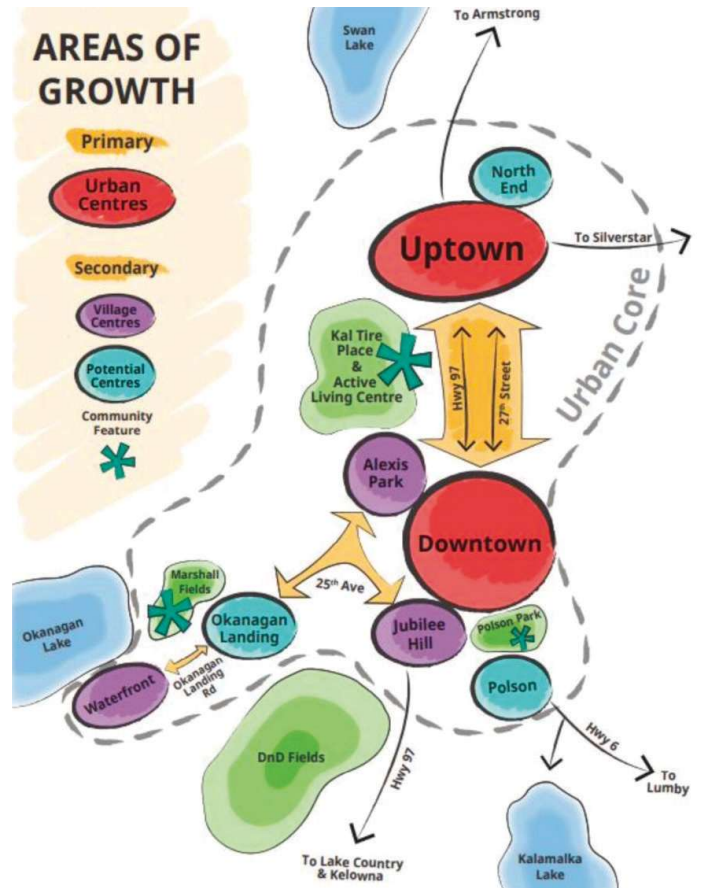 AREAS OF
GROWTH
Primary
Urban
Centres
Secondary
Village
Centres
Potential
Centres
Community
Feature
Swan
Lake
To Armstrong
North
End
Uptown
To Silverstar
Urban Core
Kal Tire
Place
&
Active
Living Centre
Hwy 97
27th Street
Alexis
Park
Downtown
25th Ave
Marshall
Fields
Okanagan
Landing
Okanagan
Lake
Waterfront
Okanagan
Landing
Rd
Jubilee
Hill
Polson Park
Polson
DnD Fields
Hwy 97
Hwy 6
To
Lumby
To Lake Country
& Kelowna
Kalamalka
Lake